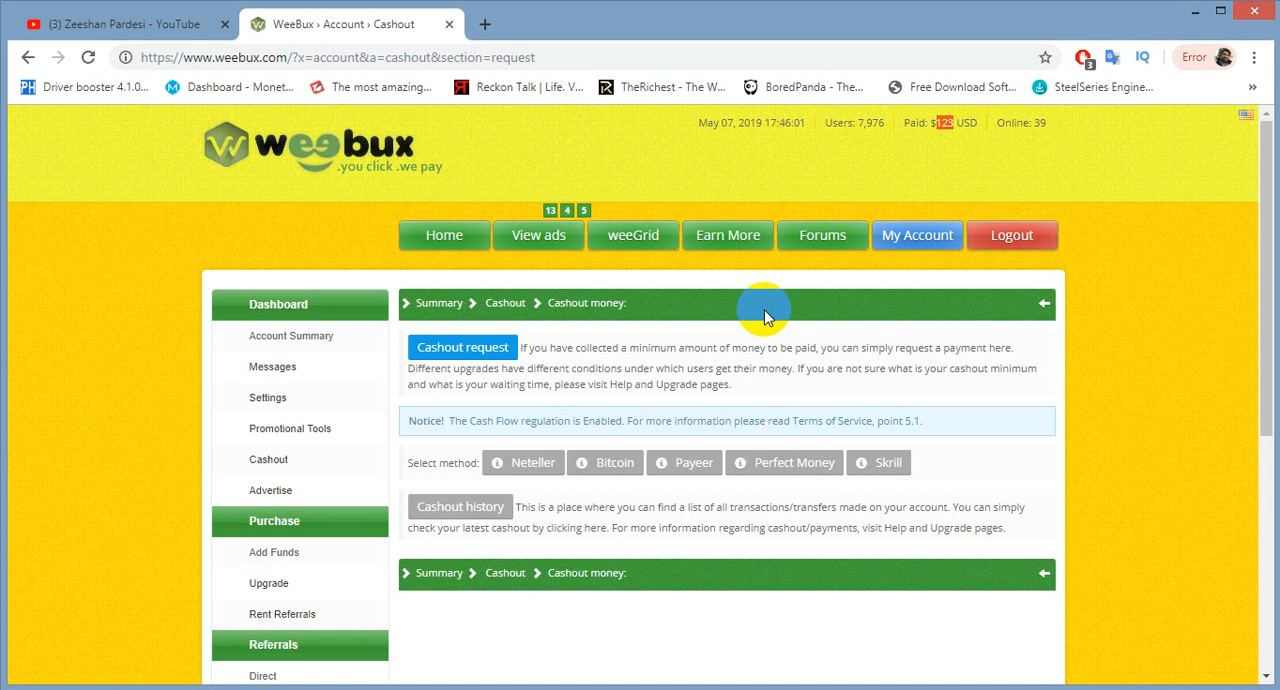 (3) Zeeshan Pardesi - YouTube
WeeBux › Account › Cashout
https://www.weebux.com/?x=account&a=cashout&section=request
3
IQ
Error
PH Driver booster 4.1.0...
Dashboard - Monet...
The most amazing...
Reckon Talk | Life. V...
TheRichest - The W...
BoredPanda - The...
Free Download Soft...
SteelSeries Engine...
weebux
.you click .we pay
May 07, 2019 17:46:01
Users: 7,976
Paid: $123 USD
Online: 39
13 4 5
Home
View ads
weeGrid
Earn More
Forums
My Account
Logout
Dashboard
Account Summary
Messages
Settings
Promotional Tools
Cashout
Advertise
Purchase
Add Funds
Upgrade
Rent Referrals
Referrals
Direct
Summary Cashout Cashout money:
Cashout request If you have collected a minimum amount of money to be paid, you can simply request a payment here.
Different upgrades have different conditions under which users get their money. If you are not sure what is your cashout minimum
and what is your waiting time, please visit Help and Upgrade pages.
Notice! The Cash Flow regulation is Enabled. For more information please read Terms of Service, point 5.1.
Select method: Neteller Bitcoin Payeer Perfect Money Skrill
Cashout history This is a place where you can find a list of all transactions/transfers made on your account. You can simply
check your latest cashout by clicking here. For more information regarding cashout/payments, visit Help and Upgrade pages.
Summary Cashout Cashout money: